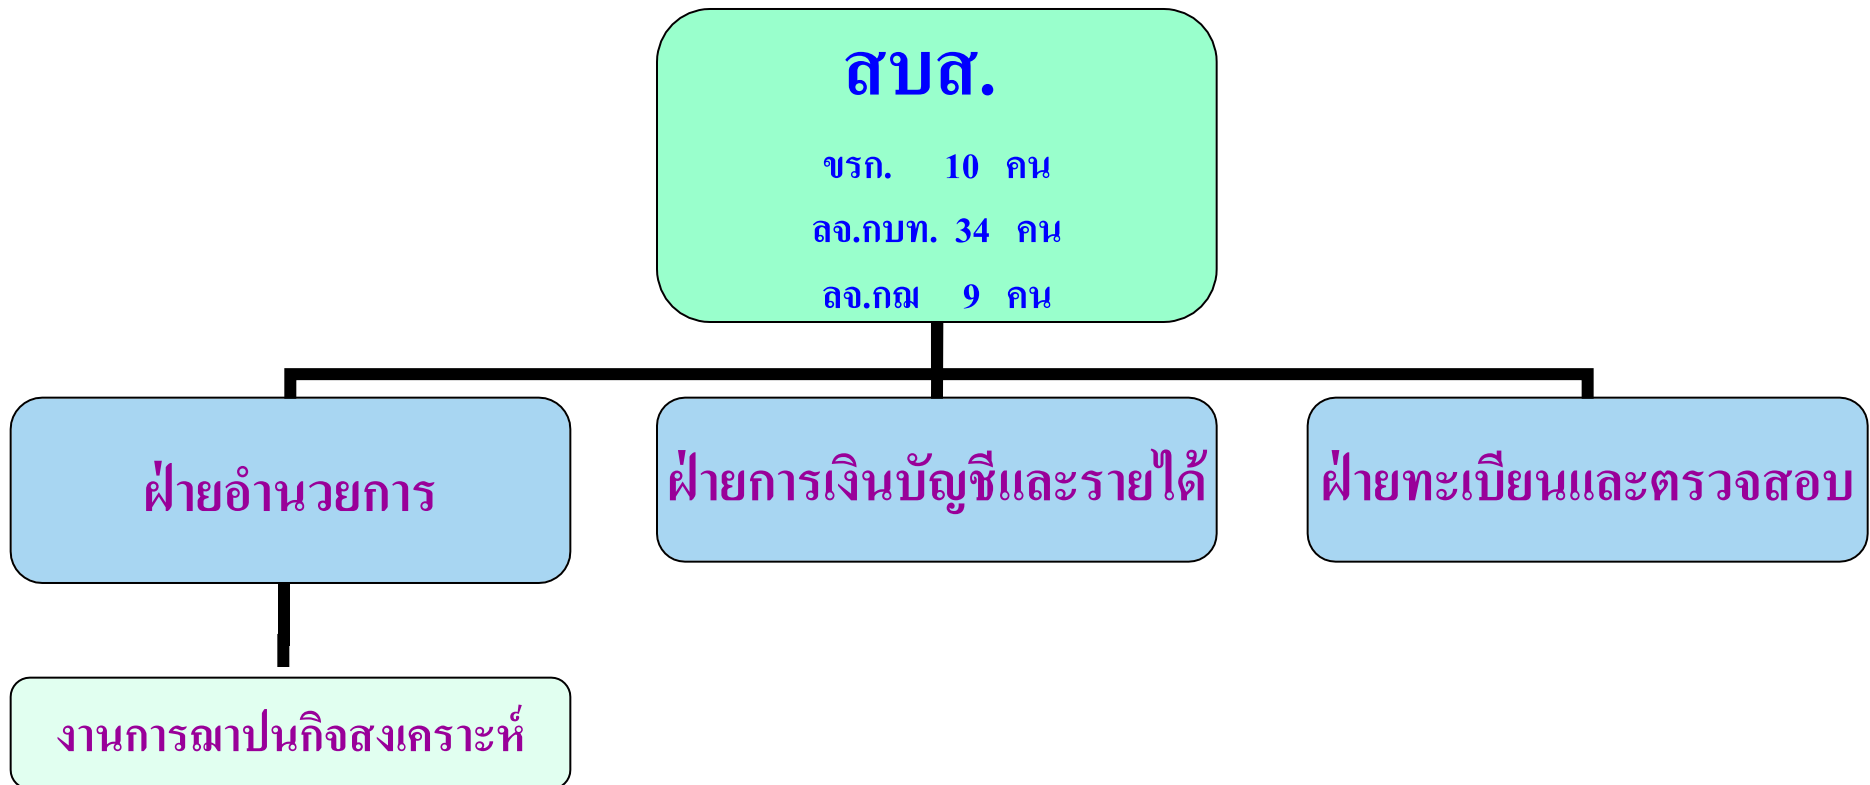 สบส.
ขรก. 10 คน
ลจ.กบท. 34 คน
ลจ.กฌ 9 คน
ฝ่ายอำนวยการ
ฝ่ายการเงินบัญชีและรายได้
ฝ่ายทะเบียนและตรวจสอบ
งานการฌาปนกิจสงเคราะห์